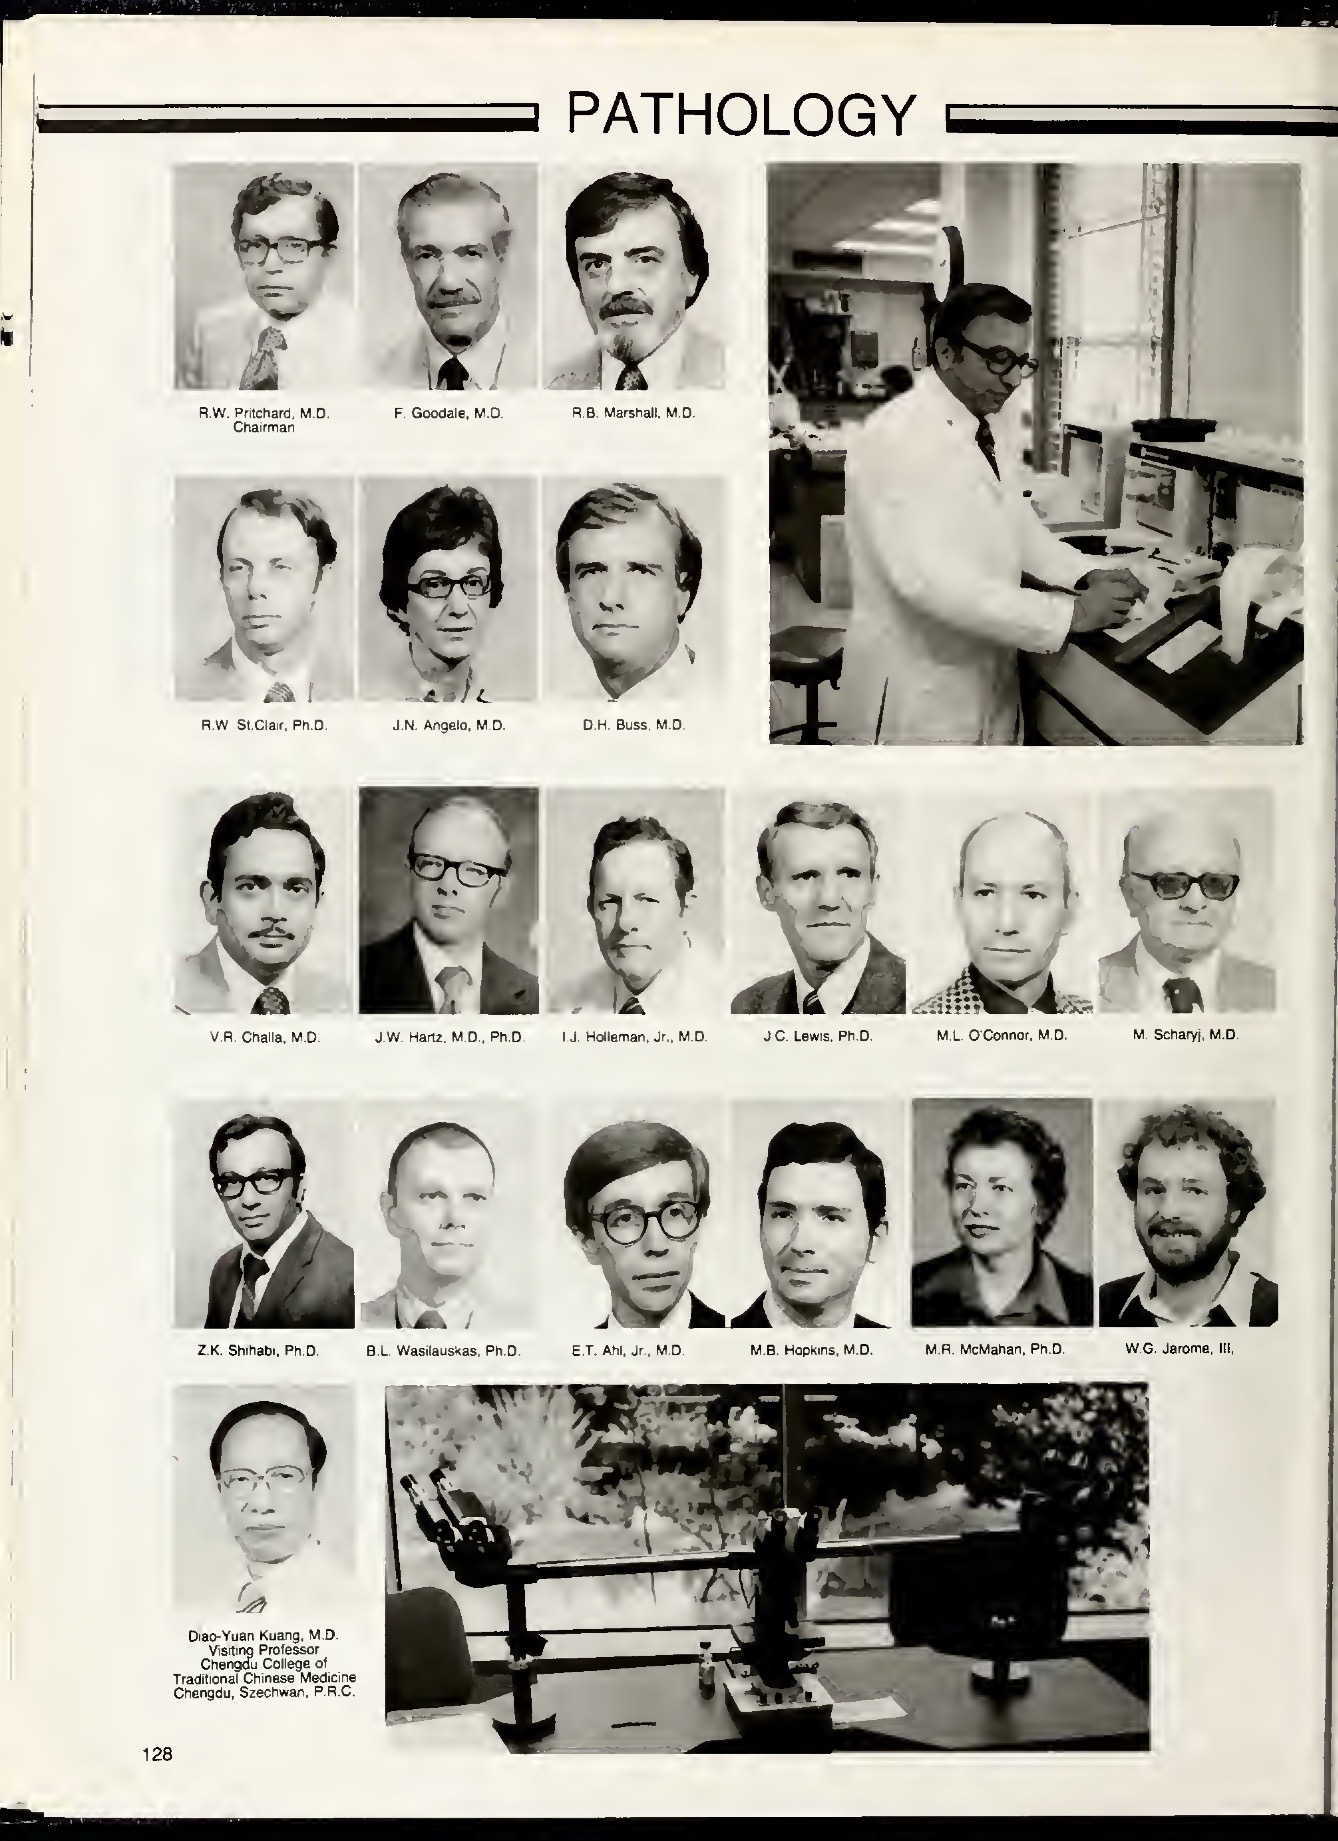 PATHOLOGY
R.W. Pritchard, M.D.
Chairman
F. Goodale, M.D.
R.B. Marshall, M.D.
R.W St.Clair, Ph.D.
J.N. Angelo, M.D.
D.H. Buss, M.D.
V.R. Challa, M.D.
J.W. Hartz, M.D., Ph.D.
I.J. Holleman, Jr., M.D.
J.C. Lewis, Ph.D.
M.L. O'Connor, M.D.
M. Scharyj, M.D.
Z.K. Shihabi, Ph.D.
B.L. Wasilauskas, Ph.D.
E.T. Ahl, Jr., M.D.
M.B. Hopkins, M.D.
M.R. McMahan, Ph.D.
W.G. Jarome, III,
Diao-Yuan Kuang, M.D.
Visiting Professor
Chengdu College of
Traditional Chinese Medicine
Chengdu, Szechwan, P.R.C.
128